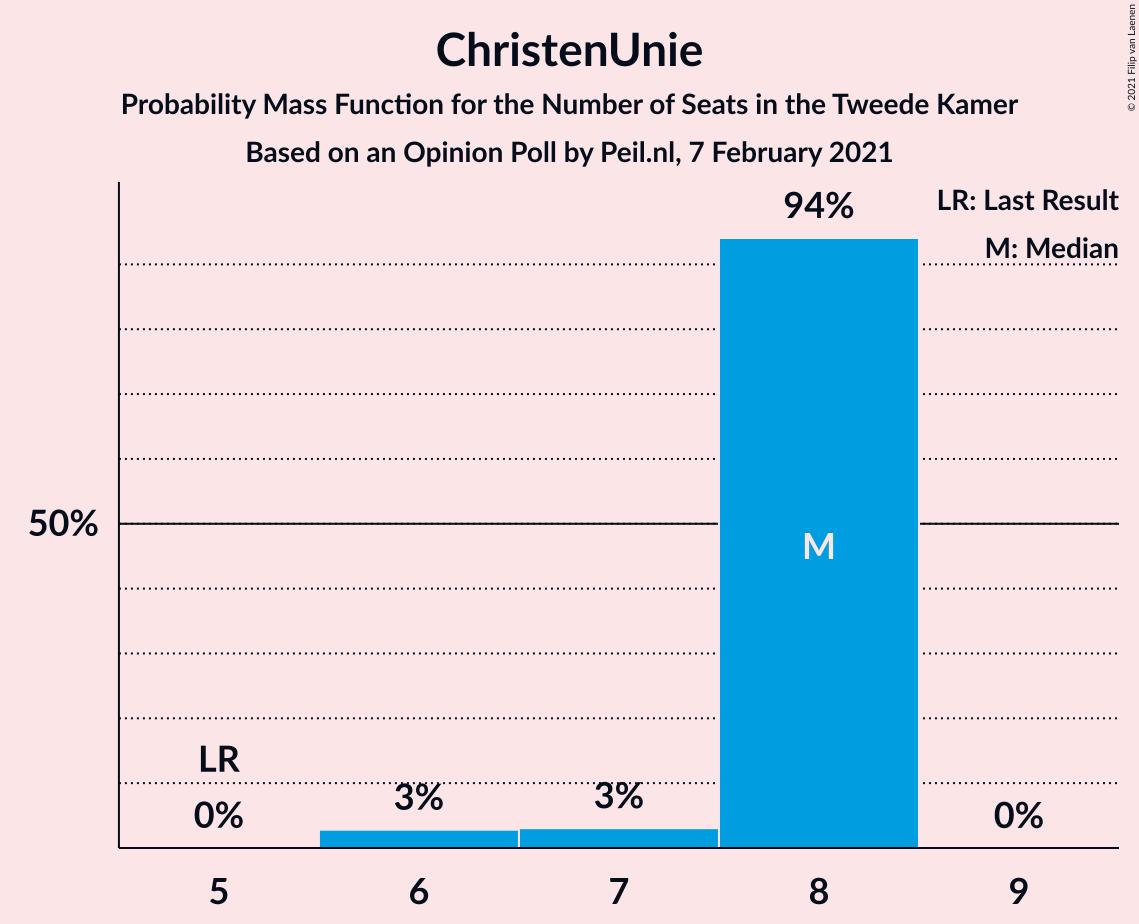 ChristenUnie
Probability Mass Function for the Number of Seats in the Tweede Kamer
Based on an Opinion Poll by Peil.nl, 7 February 2021
© 2021 Filip van Laenen
LR: Last Result
M: Median
94%
50%
M
LR
0%
3%
3%
0%
5
6
7
8
9